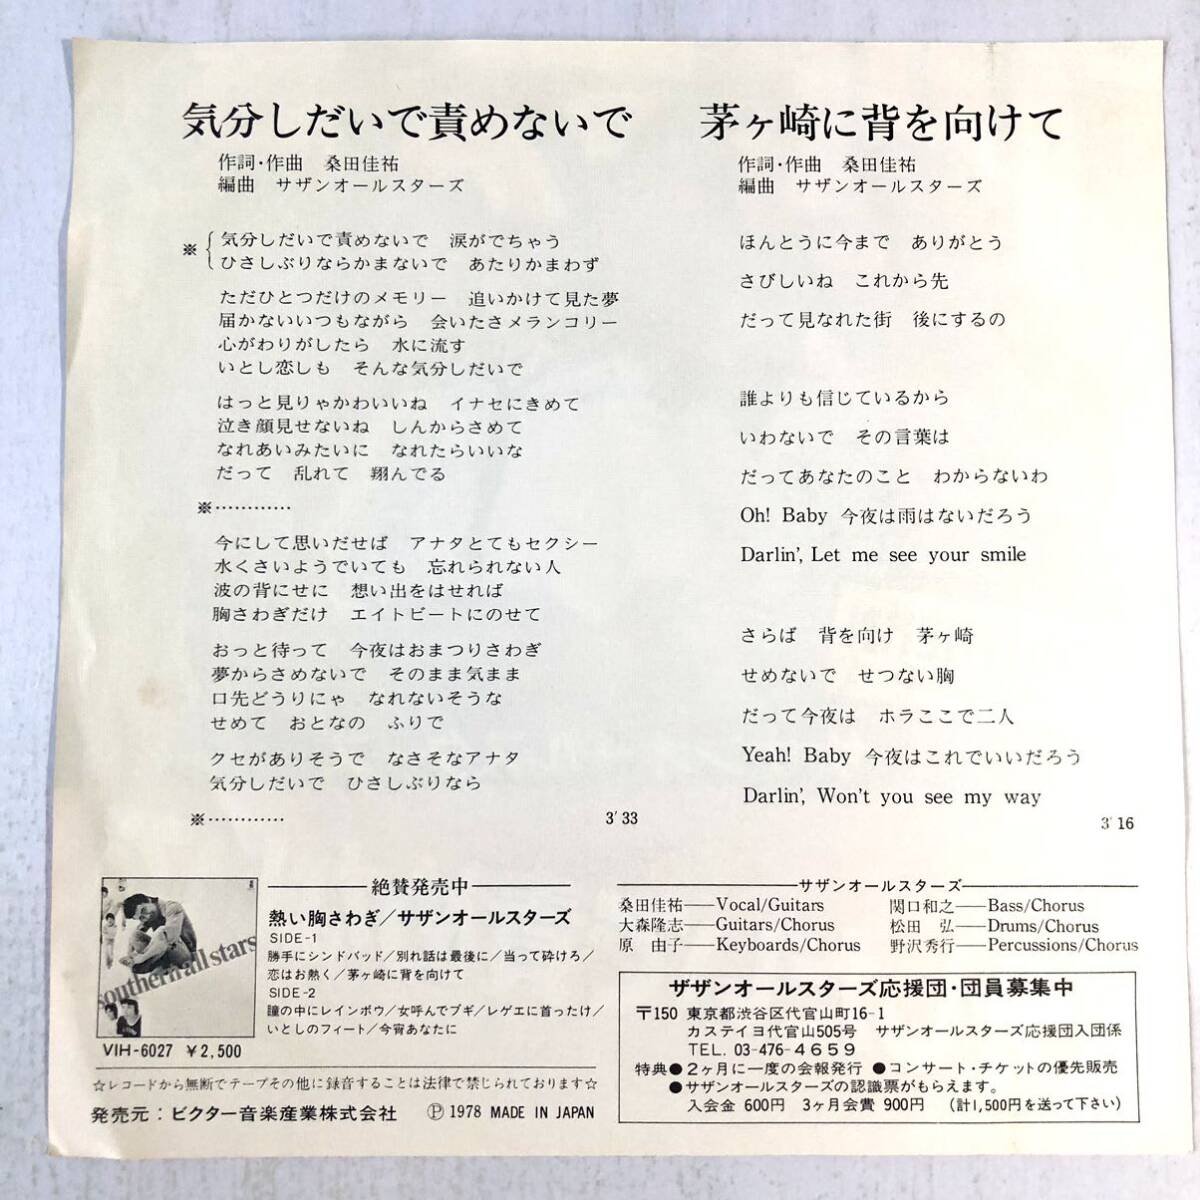 気分しだいで責めないで
作詞・作曲　桑田佳祐
編曲　サザンオールスターズ
※
気分しだいで責めないで　涙がでちゃう
ひさしぶりならかまないで　あたりかまわず
ただひとつだけのメモリー　追いかけて見た夢
届かないいつもながら　会いたさメランコリー
心がわりがしたら　水に流す
いとし恋しも　そんな気分しだいで
はっと見りゃかわいいね　イナセにきめて
泣き顔見せないね　しんからさめて
なれあいみたいに　なれたらいいな
だって　乱れて　翔んでる
※…………
今にして思いだせば　アナタとてもセクシー
水くさいようでいても　忘れられない人
波の背にせに　想い出をはせれば
胸さわぎだけ　エイトビートにのせて
おっと待って　今夜はおまつりさわぎ
夢からさめないで　そのまま気まま
口先どうりにゃ　なれないそうな
せめて　おとなの　ふりで
クセがありそうで　なさそなアナタ
気分しだいで　ひさしぶりなら
※…………
3′33
茅ヶ崎に背を向けて
作詞・作曲　桑田佳祐
編曲　サザンオールスターズ
ほんとうに今まで　ありがとう
さびしいね　これから先
だって見なれた街　後にするの
誰よりも信じているから
いわないで　その言葉は
だってあなたのこと　わからないわ
Oh! Baby 今夜は雨はないだろう
Darlin', Let me see your smile
さらば　背を向け　茅ヶ崎
せめないで　せつない胸
だって今夜は　ホラここで二人
Yeah! Baby 今夜はこれでいいだろう
Darlin', Won't you see my way
3′16
southern all stars
絶賛発売中
熱い胸さわぎ/サザンオールスターズ
SIDE-1
勝手にシンドバッド/別れ話は最後に/当って砕けろ/
恋はお熱く/茅ヶ崎に背を向けて
SIDE-2
瞳の中にレインボウ/女呼んでブギ/レゲエに首ったけ/
いとしのフィート/今宵あなたに
VIH-6027 ¥2,500
☆レコードから無断でテープその他に録音することは法律で禁じられております☆
発売元：ビクター音楽産業株式会社　Ⓟ 1978 MADE IN JAPAN
サザンオールスターズ
桑田佳祐——Vocal/Guitars　関口和之——Bass/Chorus
大森隆志——Guitars/Chorus　松田　弘——Drums/Chorus
原　由子——Keyboards/Chorus　野沢秀行——Percussions/Chorus
サザンオールスターズ応援団・団員募集中
〒150 東京都渋谷区代官山町16-1
カステイヨ代官山505号　サザンオールスターズ応援団入団係
TEL. 03-476-4659
特典●2ヶ月に一度の会報発行　●コンサート・チケットの優先販売
●サザンオールスターズの認識票がもらえます。
入会金 600円　3ヶ月会費 900円　(計1,500円を送って下さい)